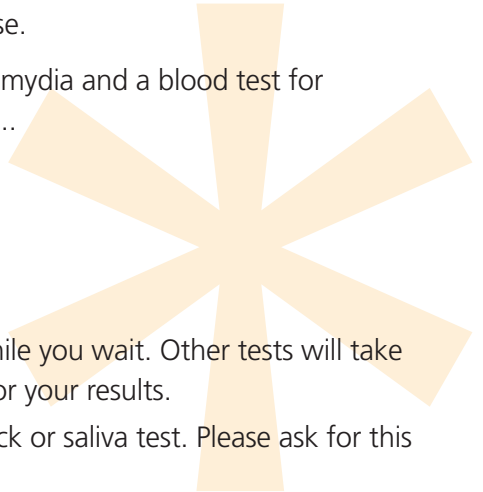 se.
mydia and a blood test for
...
ile you wait. Other tests will take
or your results.
ck or saliva test. Please ask for this